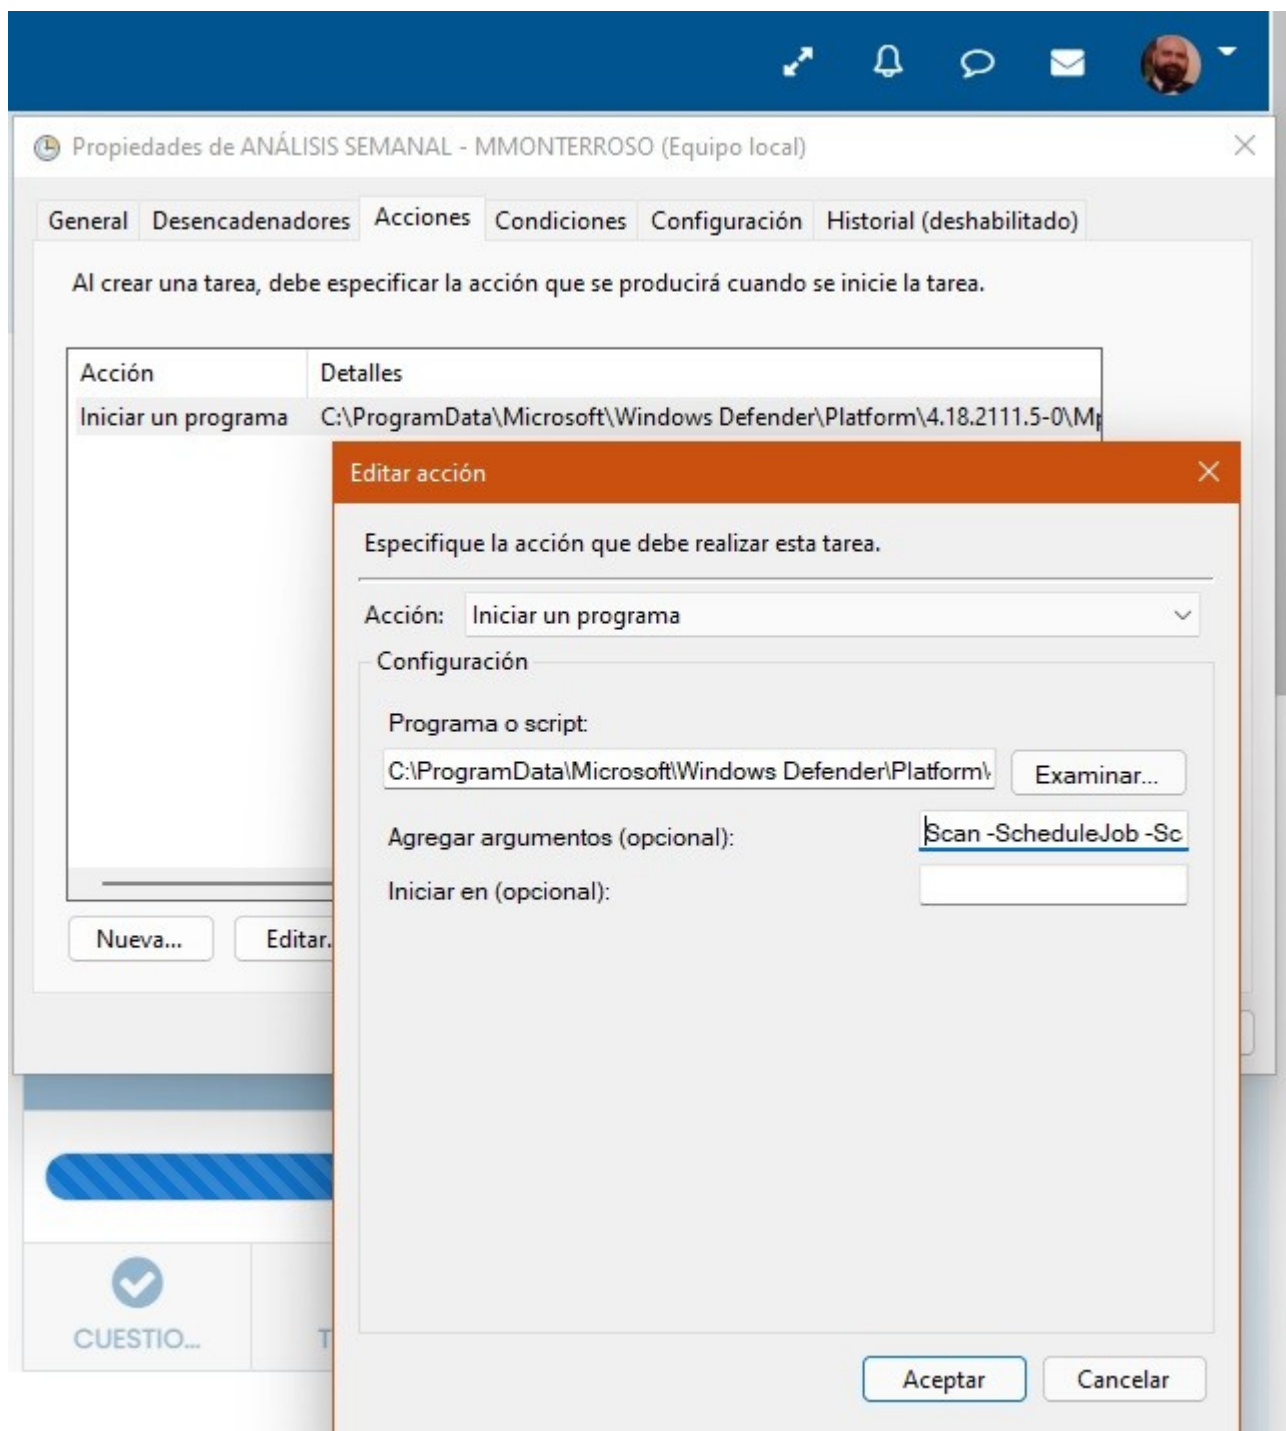 Propiedades de ANÁLISIS SEMANAL - MMONTERROSO (Equipo local)
General Desencadenadores Acciones Condiciones Configuración Historial (deshabilitado)
Al crear una tarea, debe especificar la acción que se producirá cuando se inicie la tarea.
Acción Detalles
Iniciar un programa C:\ProgramData\Microsoft\Windows Defender\Platform\4.18.2111.5-0\Mp
Editar acción
Especifique la acción que debe realizar esta tarea.
Acción: Iniciar un programa
Configuración
Programa o script:
C:\ProgramData\Microsoft\Windows Defender\Platform\ Examinar...
Agregar argumentos (opcional): Scan -ScheduleJob -Sc
Iniciar en (opcional):
Nueva... Editar.
CUESTIO... T
Aceptar Cancelar